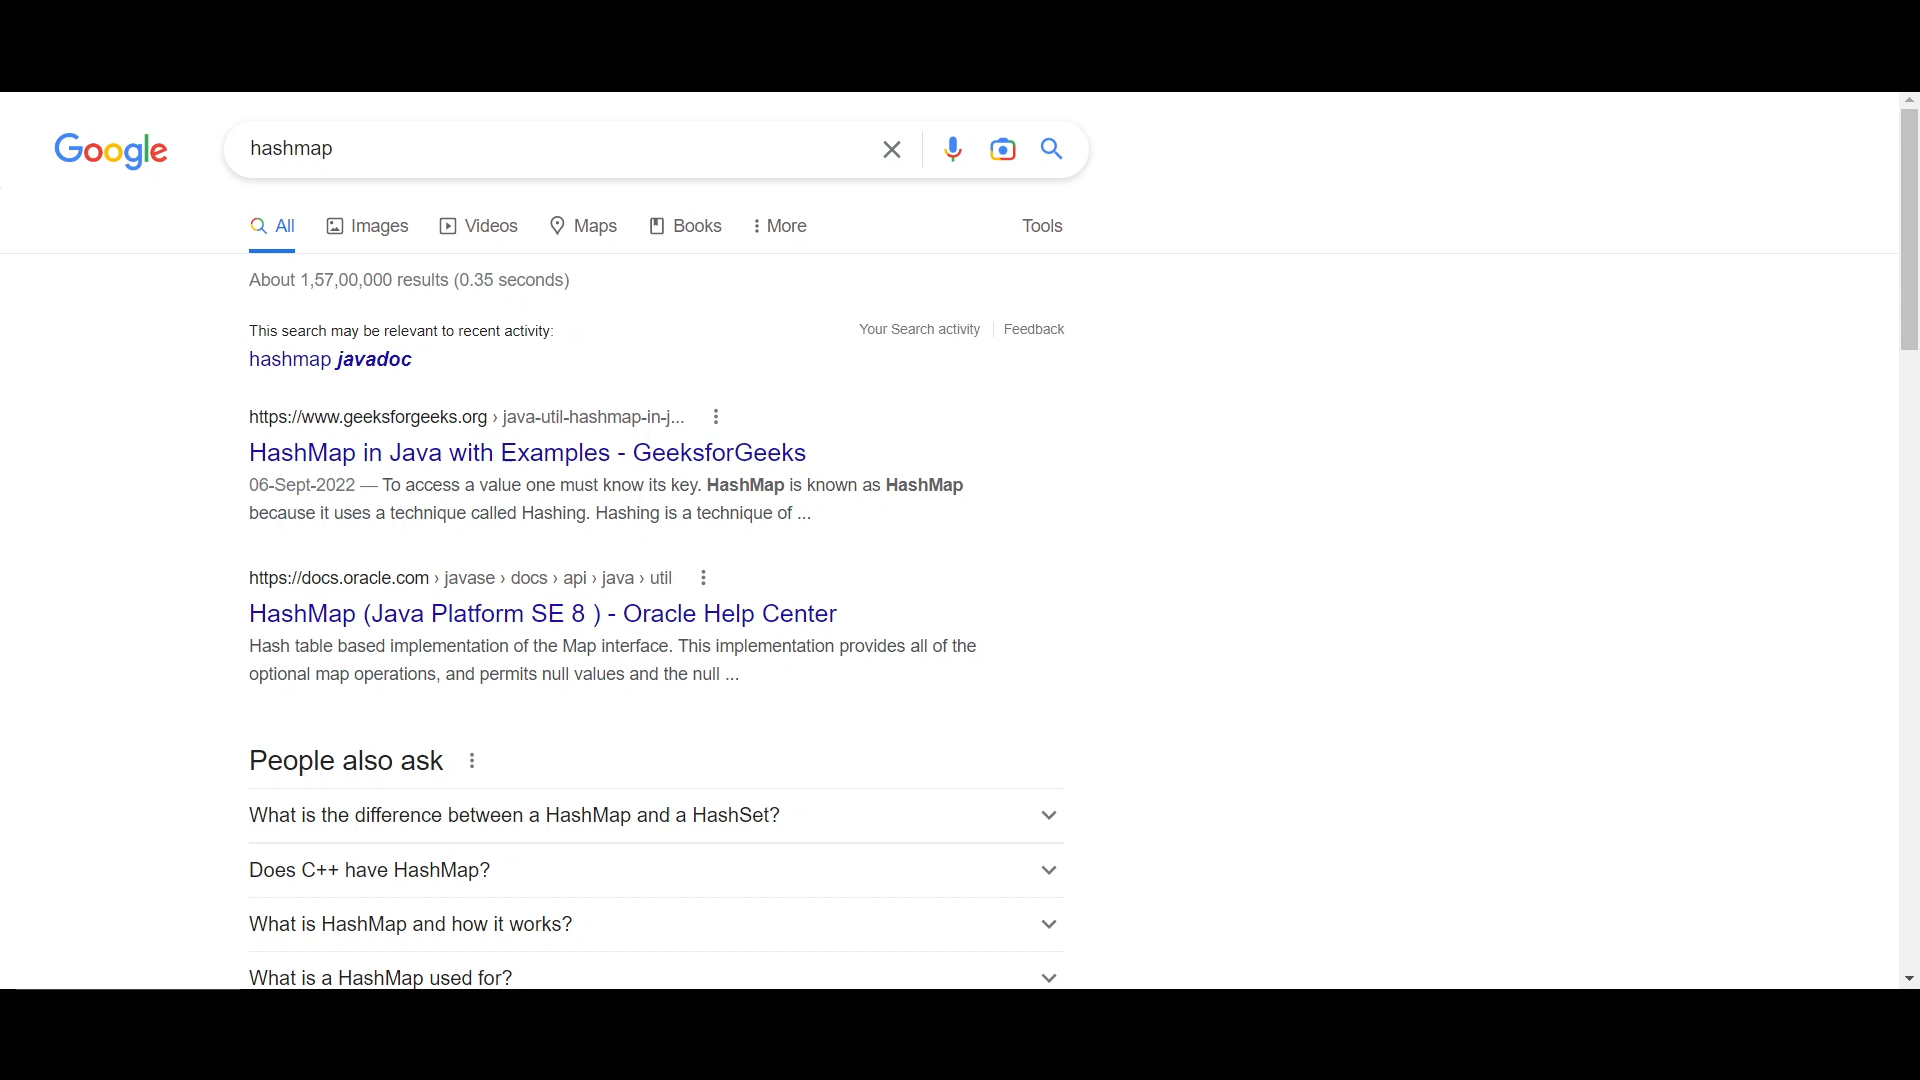 Google
hashmap
All Images Videos Maps Books More Tools
About 1,57,00,000 results (0.35 seconds)
This search may be relevant to recent activity:
Your Search activity Feedback
hashmap javadoc
https://www.geeksforgeeks.org › java-util-hashmap-in-j...
HashMap in Java with Examples - GeeksforGeeks
06-Sept-2022 — To access a value one must know its key. HashMap is known as HashMap
because it uses a technique called Hashing. Hashing is a technique of ...
https://docs.oracle.com › javase › docs › api › java › util
HashMap (Java Platform SE 8 ) - Oracle Help Center
Hash table based implementation of the Map interface. This implementation provides all of the
optional map operations, and permits null values and the null ...
People also ask
What is the difference between a HashMap and a HashSet?
Does C++ have HashMap?
What is HashMap and how it works?
What is a HashMap used for?